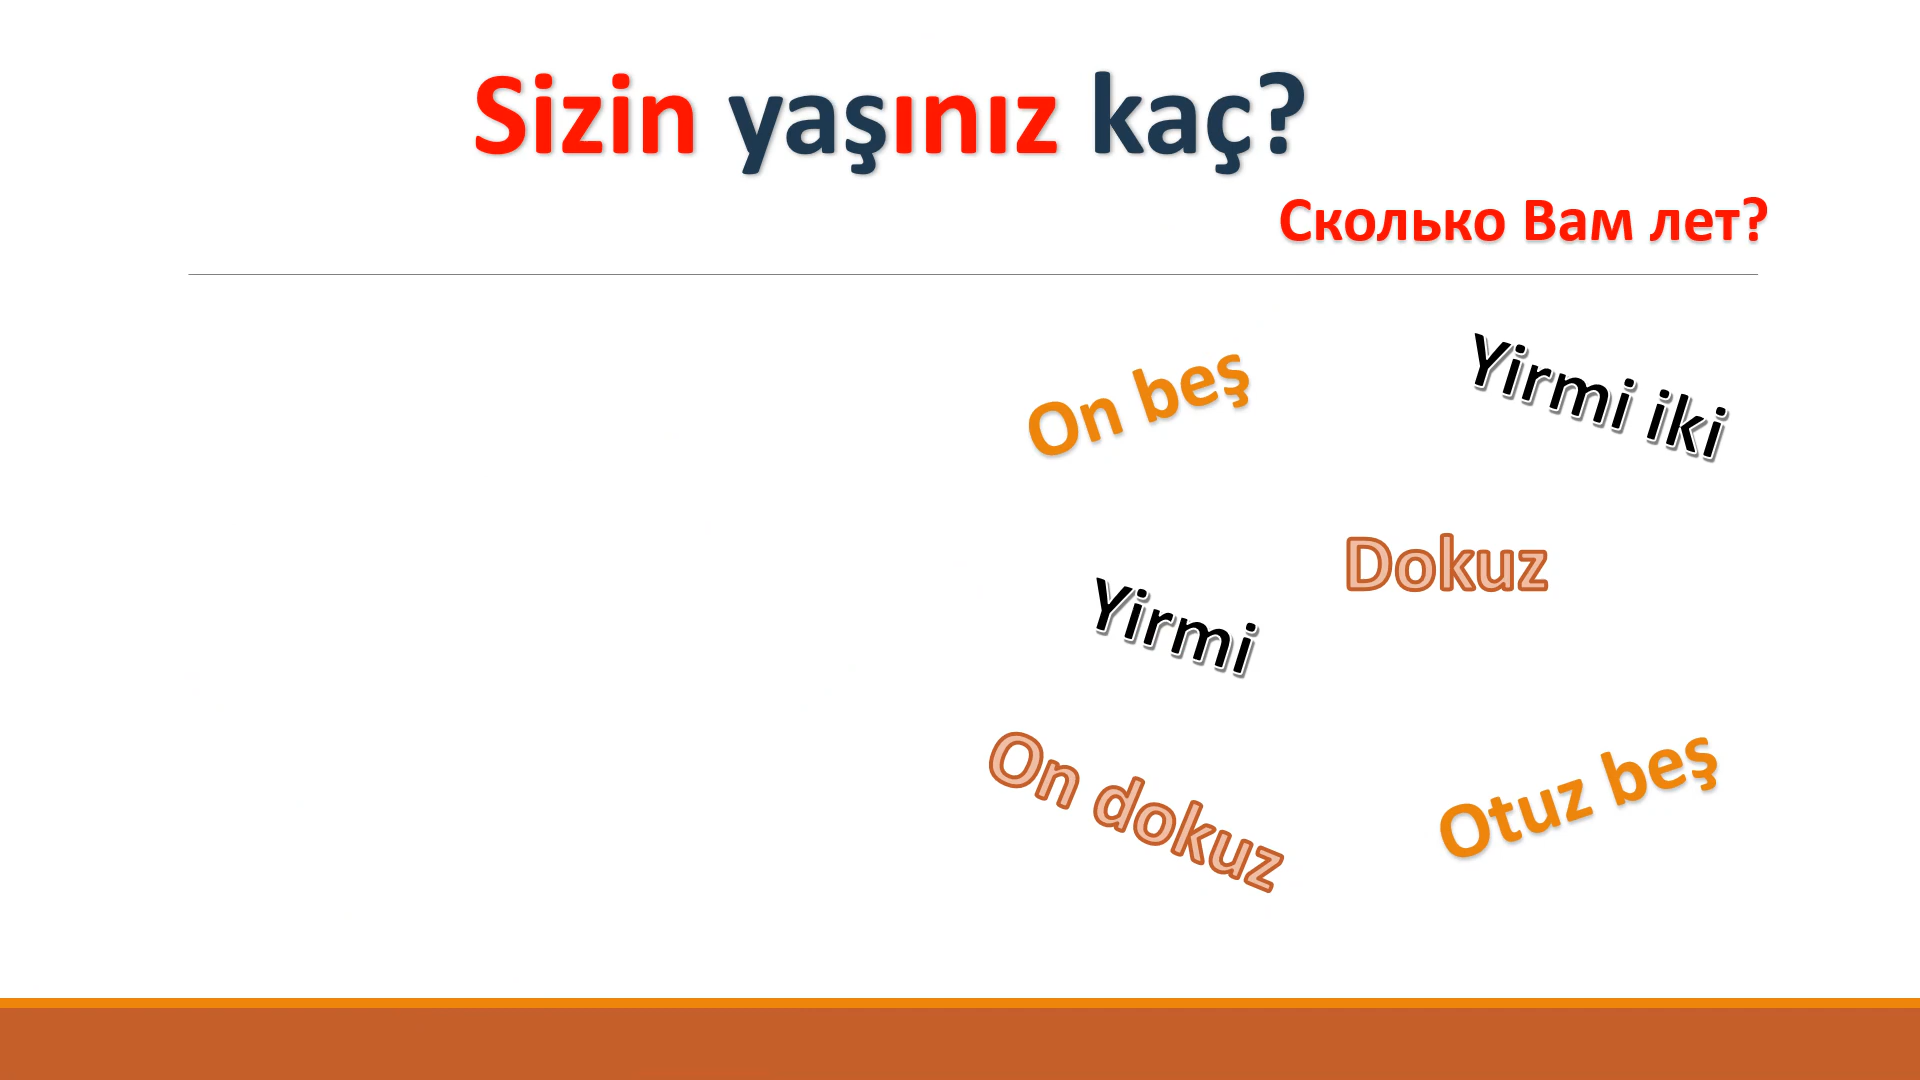 Sizin yaşınız kaç?
Сколько Вам лет?
On beş
Yirmi iki
Dokuz
Yirmi
On dokuz
Otuz beş